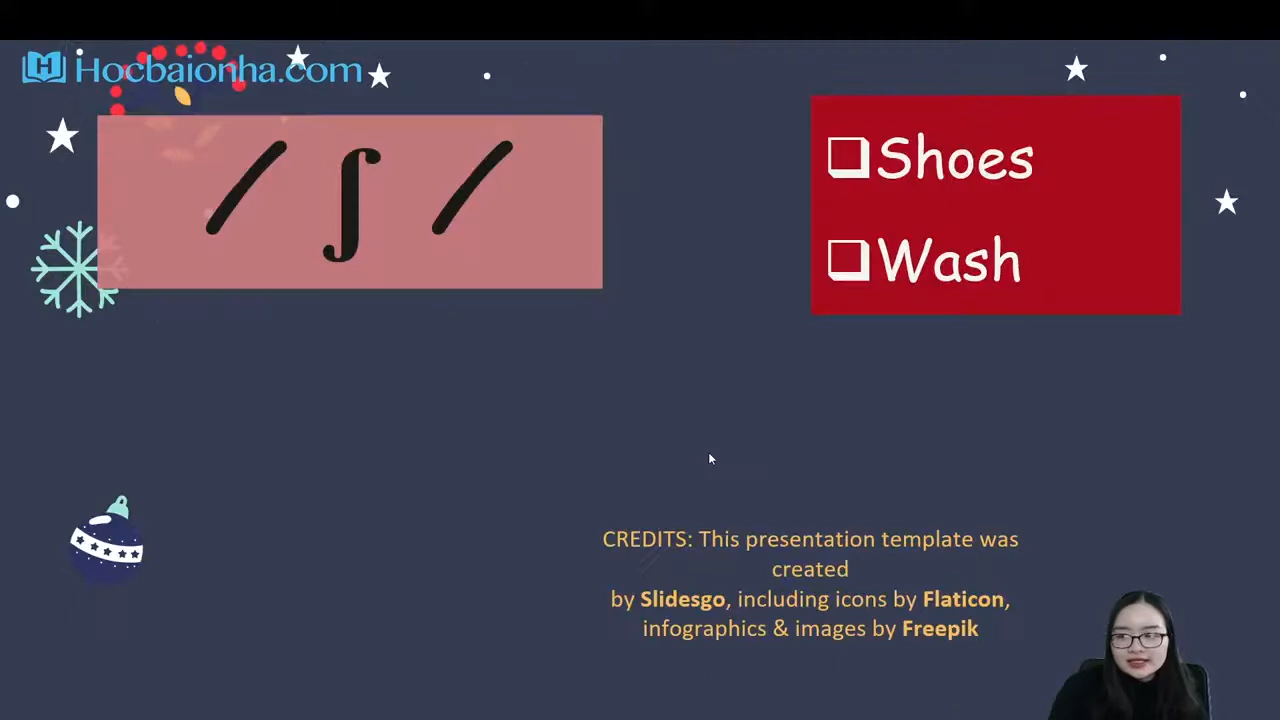 Hocbaionha.com
/ ʃ /
❑Shoes
❑Wash
CREDITS: This presentation template was
created
by Slidesgo, including icons by Flaticon,
infographics & images by Freepik